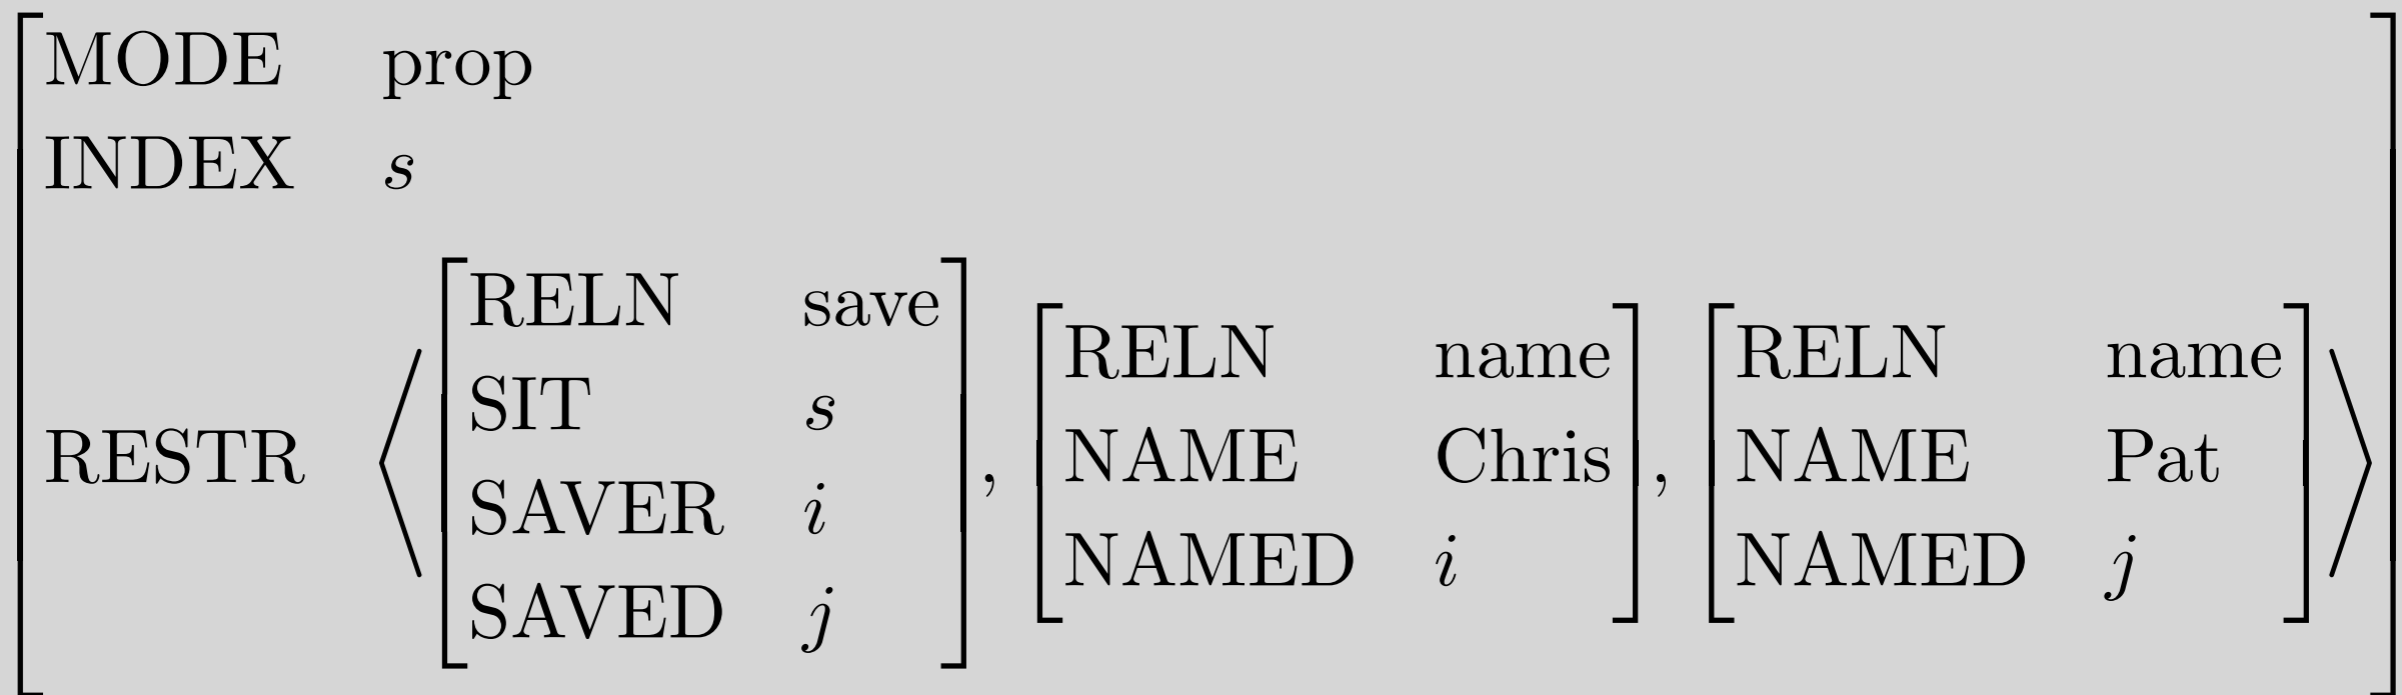 MODE prop
INDEX s
RESTR ⟨[RELN save, SIT s, SAVER i, SAVED j], [RELN name, NAME Chris, NAMED i], [RELN name, NAME Pat, NAMED j]⟩